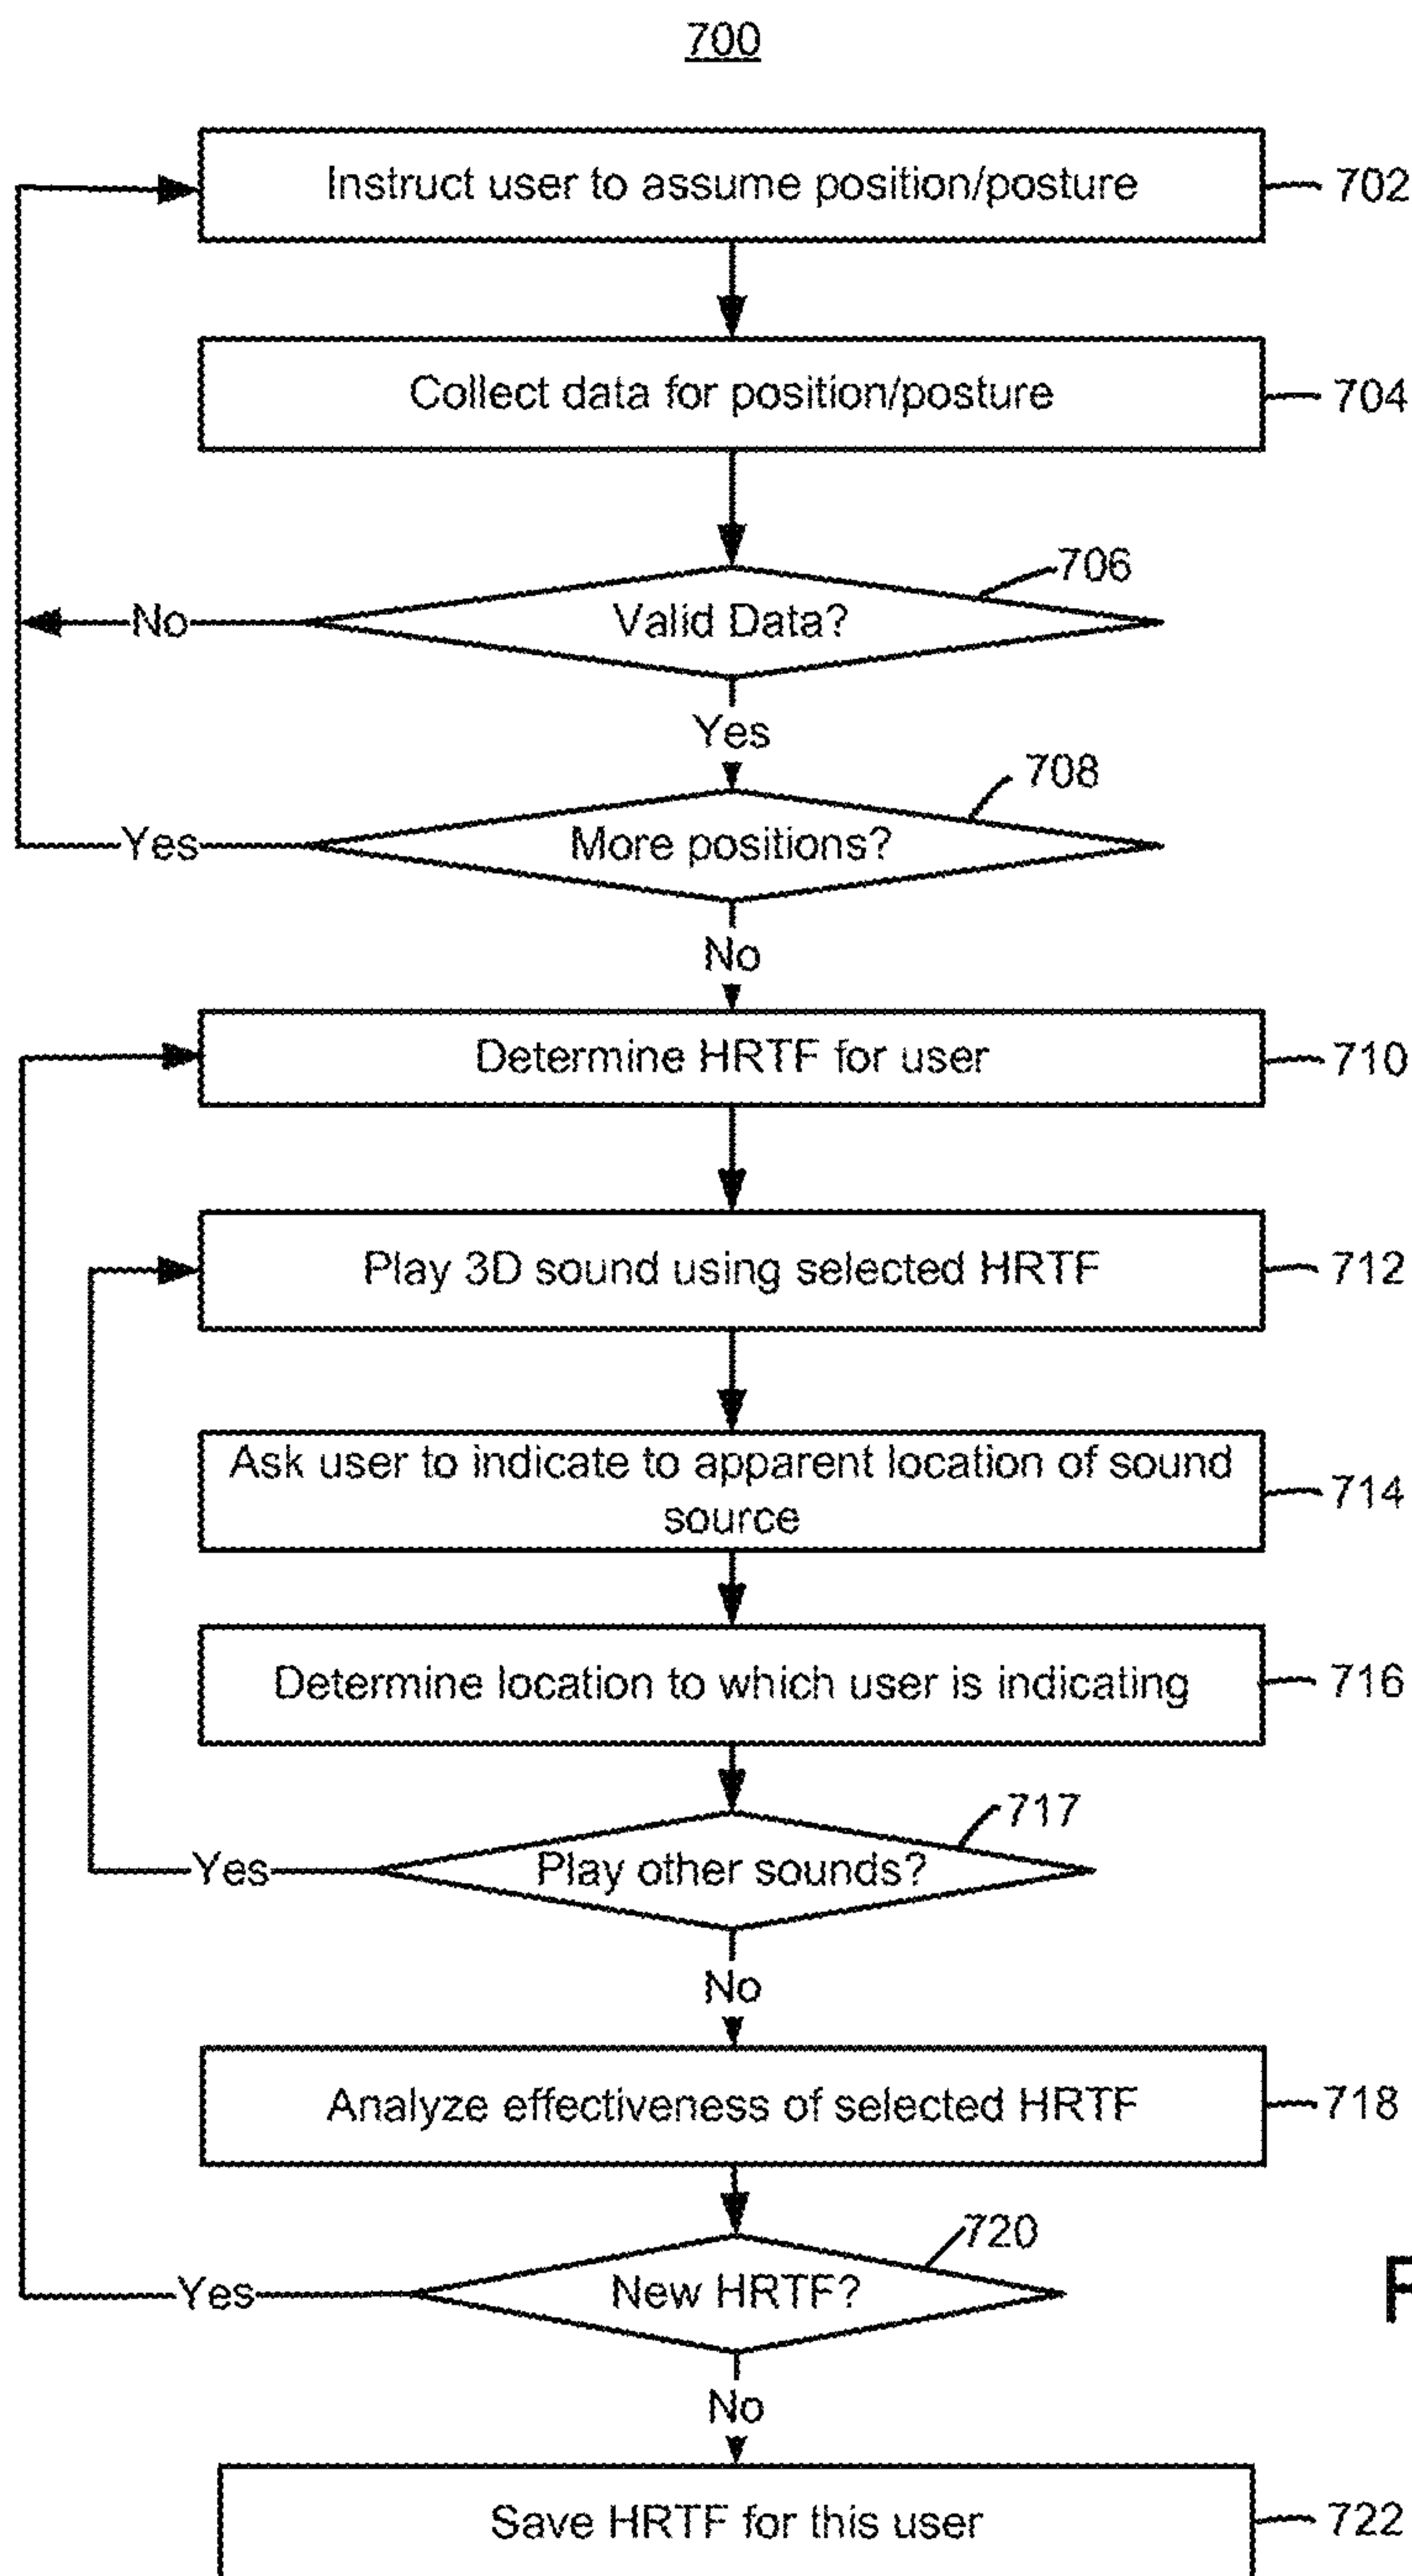 700
Instruct user to assume position/posture
702
Collect data for position/posture
704
706
Valid Data?
No
Yes
708
More positions?
Yes
No
Determine HRTF for user
710
Play 3D sound using selected HRTF
712
Ask user to indicate to apparent location of sound
source
714
Determine location to which user is indicating
716
717
Play other sounds?
Yes
No
Analyze effectiveness of selected HRTF
718
720
New HRTF?
Yes
No
Save HRTF for this user
722